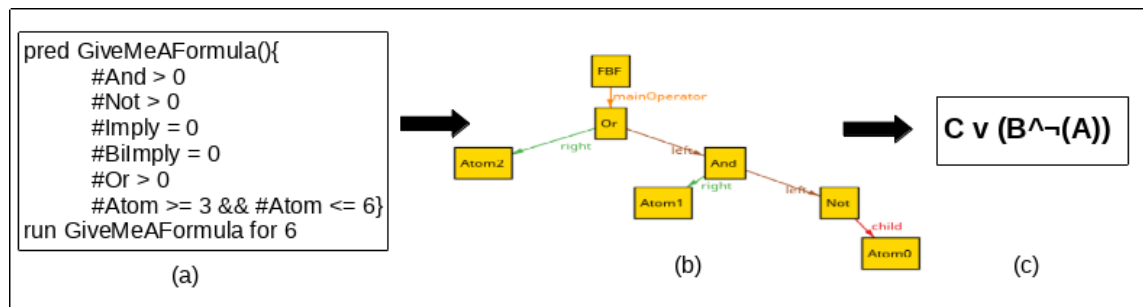 pred GiveMeAFormula(){
#And > 0
#Not > 0
#Imply = 0
#BiImply = 0
#Or > 0
#Atom >= 3 && #Atom <= 6}
run GiveMeAFormula for 6
(a)
FBF
mainOperator
Or
right
left
Atom2
And
right
left
Atom1
Not
child
Atom0
(b)
C v (B^¬(A))
(c)